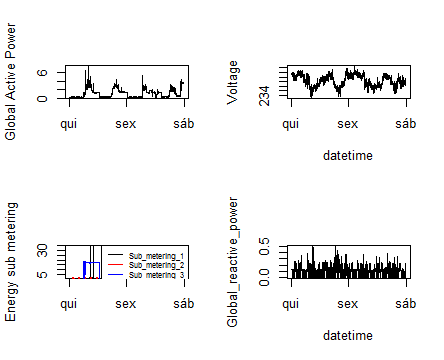 Global Active Power
6
0
qui
sex
sáb
Voltage
234
qui
sex
sáb
datetime
Energy sub metering
30
5
Sub_metering_1
Sub_metering_2
Sub_metering_3
qui
sex
sáb
Global_reactive_power
0.5
0.0
qui
sex
sáb
datetime